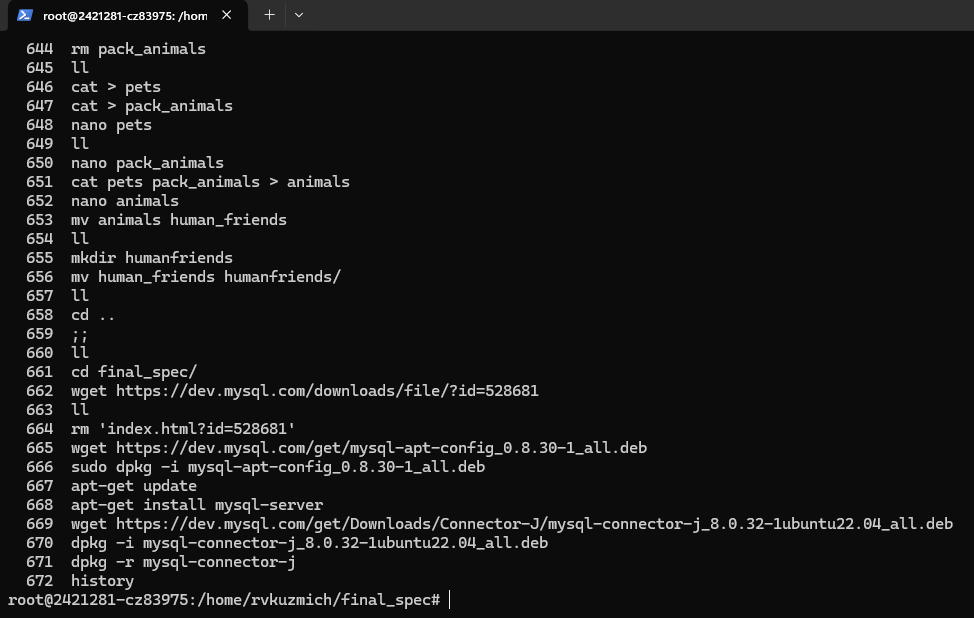 root@2421281-cz83975: /hom
644 rm pack_animals
645 ll
646 cat > pets
647 cat > pack_animals
648 nano pets
649 ll
650 nano pack_animals
651 cat pets pack_animals > animals
652 nano animals
653 mv animals human_friends
654 ll
655 mkdir humanfriends
656 mv human_friends humanfriends/
657 ll
658 cd ..
659 ;;
660 ll
661 cd final_spec/
662 wget https://dev.mysql.com/downloads/file/?id=528681
663 ll
664 rm 'index.html?id=528681'
665 wget https://dev.mysql.com/get/mysql-apt-config_0.8.30-1_all.deb
666 sudo dpkg -i mysql-apt-config_0.8.30-1_all.deb
667 apt-get update
668 apt-get install mysql-server
669 wget https://dev.mysql.com/get/Downloads/Connector-J/mysql-connector-j_8.0.32-1ubuntu22.04_all.deb
670 dpkg -i mysql-connector-j_8.0.32-1ubuntu22.04_all.deb
671 dpkg -r mysql-connector-j
672 history
root@2421281-cz83975:/home/rvkuzmich/final_spec#